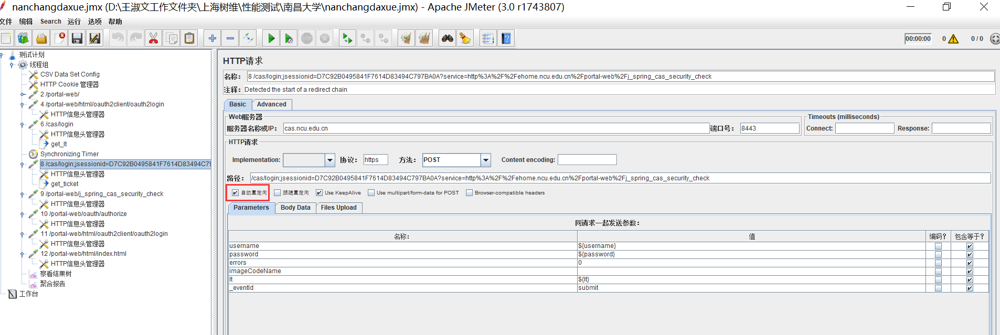 nanchangdaxue.jmx (D:\王淑文工作文件夹\上海树维\性能测试\南昌大学\nanchangdaxue.jmx) - Apache JMeter (3.0 r1743807)
文件 编辑 Search 运行 选项 帮助
00:00:00 0 0 / 0
测试计划
线程组
CSV Data Set Config
HTTP Cookie 管理器
2 /portal-web/
4 /portal-web/html/oauth2client/oauth2login
HTTP信息头管理器
6 /cas/login
HTTP信息头管理器
get_lt
Synchronizing Timer
8 /cas/login;jsessionid=D7C92B0495841F7614D83494C79
HTTP信息头管理器
get_ticket
9 /portal-web/j_spring_cas_security_check
HTTP信息头管理器
10 /portal-web/oauth/authorize
HTTP信息头管理器
11 /portal-web/html/oauth2client/oauth2login
HTTP信息头管理器
12 /portal-web/html/index.html
HTTP信息头管理器
察看结果树
聚合报告
工作台
HTTP请求
名称： 8 /cas/login;jsessionid=D7C92B0495841F7614D83494C797BA0A?service=http%3A%2F%2Fehome.ncu.edu.cn%2Fportal-web%2Fj_spring_cas_security_check
注释： Detected the start of a redirect chain
Basic Advanced
Web服务器 Timeouts (milliseconds)
服务器名称或IP： cas.ncu.edu.cn 端口号： 8443 Connect: Response:
HTTP请求
Implementation: 协议： https 方法： POST Content encoding:
路径： /cas/login;jsessionid=D7C92B0495841F7614D83494C797BA0A?service=http%3A%2F%2Fehome.ncu.edu.cn%2Fportal-web%2Fj_spring_cas_security_check
自动重定向 跟随重定向 Use KeepAlive Use multipart/form-data for POST Browser-compatible headers
Parameters Body Data Files Upload
同请求一起发送参数：
名称： 值 编码？ 包含等于？
username ${username}
password ${password}
errors 0
imageCodeName
lt ${lt}
_eventId submit